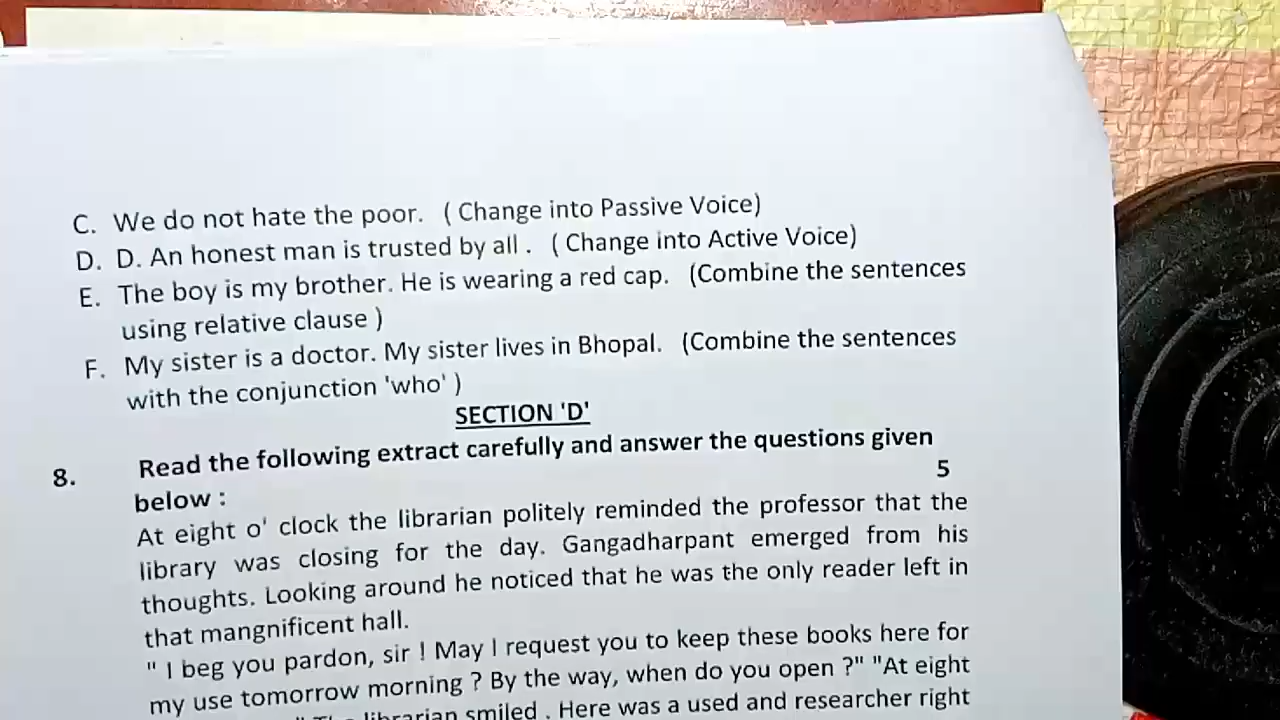 C. We do not hate the poor. ( Change into Passive Voice)
D. D. An honest man is trusted by all . ( Change into Active Voice)
E. The boy is my brother. He is wearing a red cap. (Combine the sentences
using relative clause )
F. My sister is a doctor. My sister lives in Bhopal. (Combine the sentences
with the conjunction 'who' )
SECTION 'D'
8. Read the following extract carefully and answer the questions given
below : 5
At eight o' clock the librarian politely reminded the professor that the
library was closing for the day. Gangadharpant emerged from his
thoughts. Looking around he noticed that he was the only reader left in
that mangnificent hall.
" I beg you pardon, sir ! May I request you to keep these books here for
my use tomorrow morning ? By the way, when do you open ?" "At eight
librarian smiled . Here was a used and researcher right